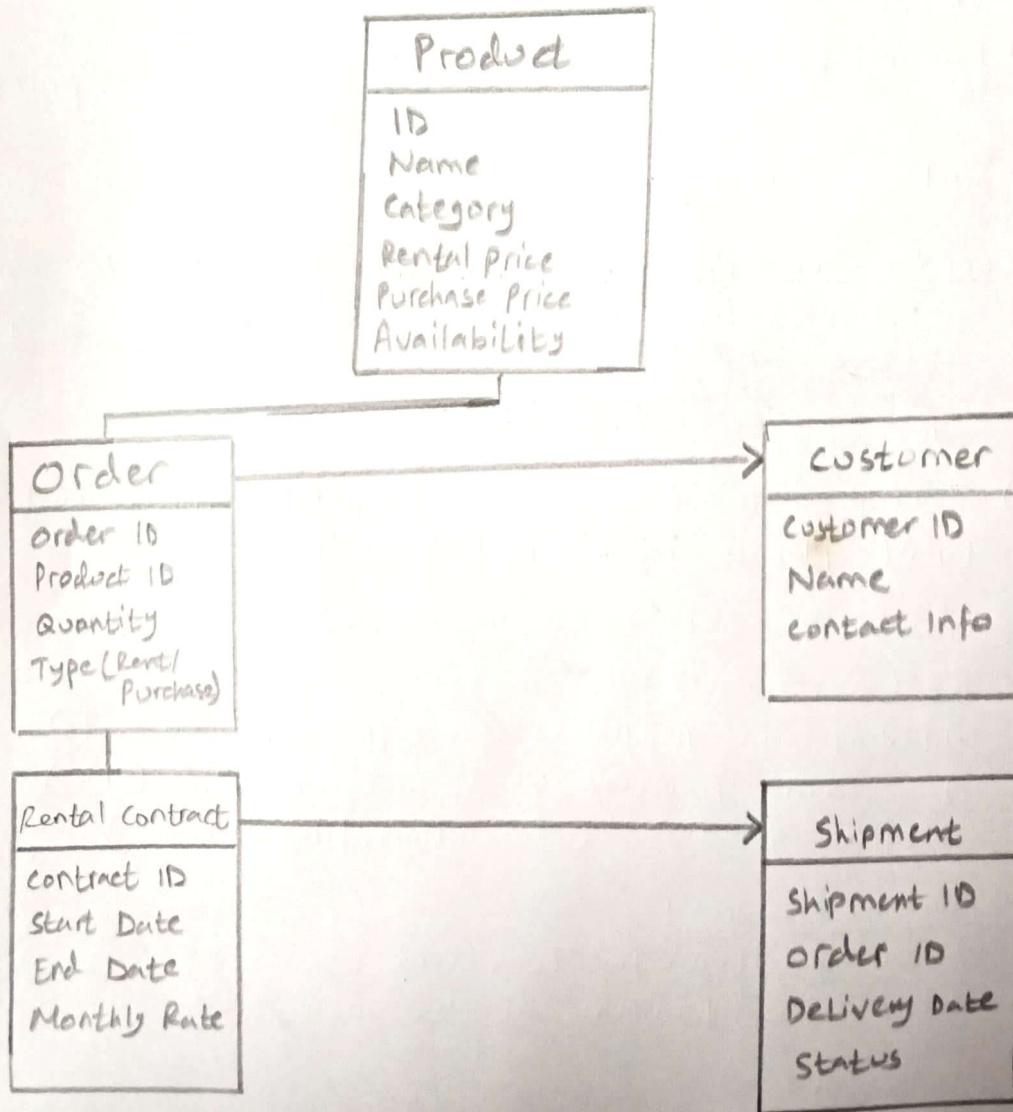 Product
ID
Name
Category
Rental Price
Purchase Price
Availability
Order
Order ID
Product ID
Quantity
Type (Rent/
Purchase)
Customer
Customer ID
Name
Contact Info
Rental Contract
Contract ID
Start Date
End Date
Monthly Rate
Shipment
Shipment ID
Order ID
Delivery Date
Status